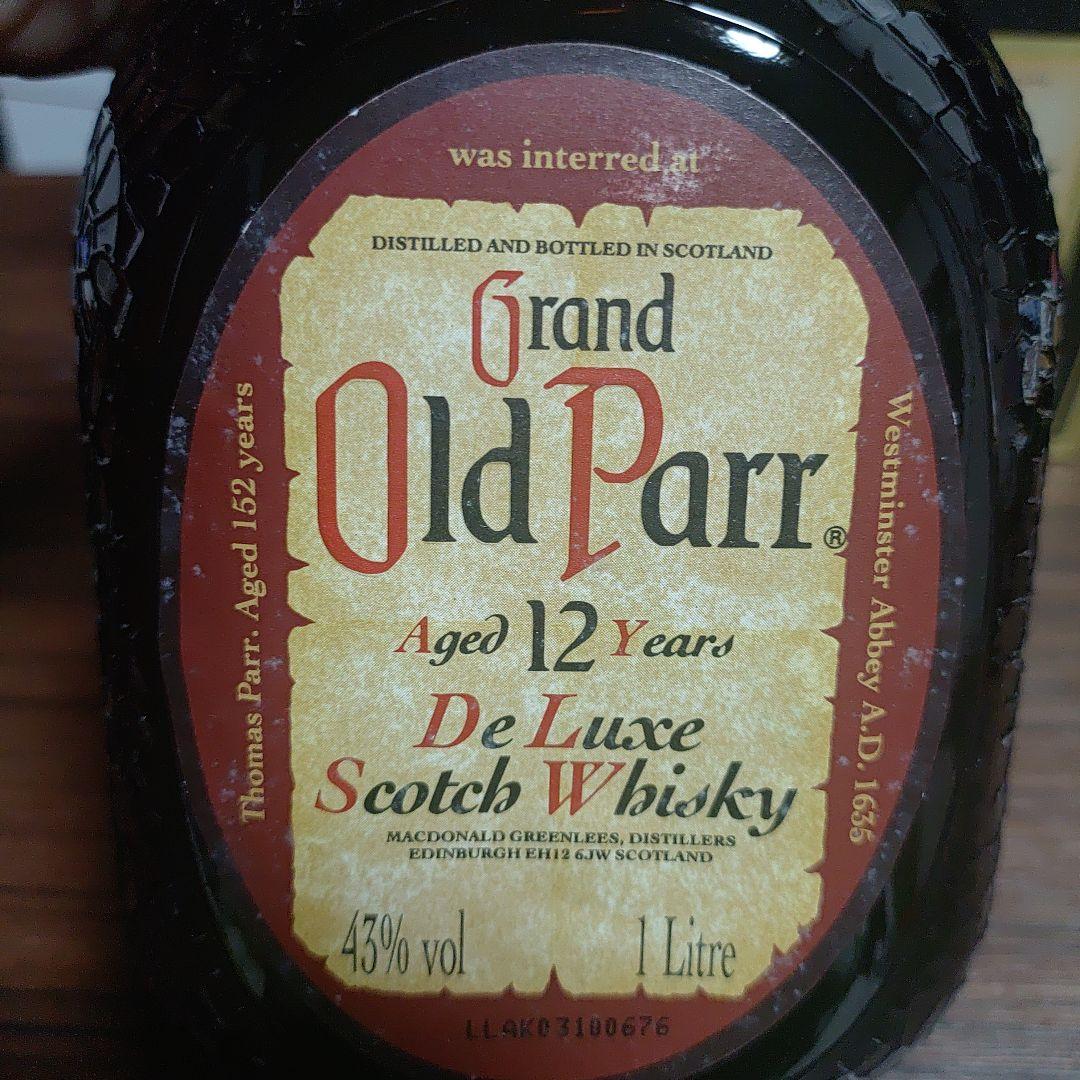 was interred at
DISTILLED AND BOTTLED IN SCOTLAND
Grand
Old Parr®
Aged 12 Years
De Luxe
Scotch Whisky
MACDONALD GREENLEES, DISTILLERS
EDINBURGH EH12 6JW SCOTLAND
43% vol
1 Litre
Thomas Parr. Aged 152 years
Westminster Abbey A.D. 1635
LLAK03100676